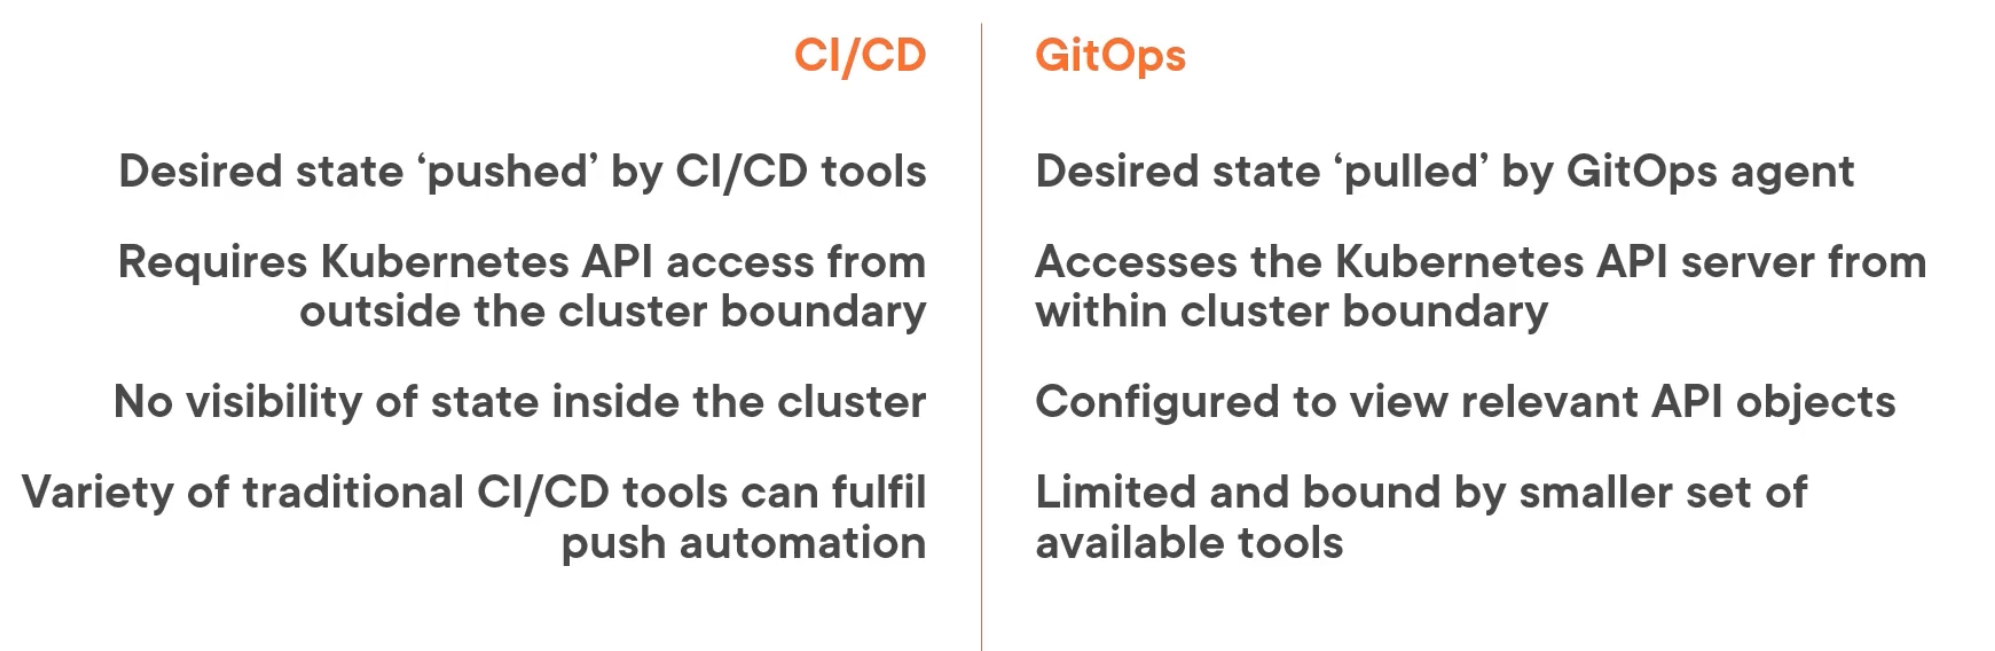 CI/CD
Desired state ‘pushed’ by CI/CD tools
Requires Kubernetes API access from
outside the cluster boundary
No visibility of state inside the cluster
Variety of traditional CI/CD tools can fulfil
push automation
GitOps
Desired state ‘pulled’ by GitOps agent
Accesses the Kubernetes API server from
within cluster boundary
Configured to view relevant API objects
Limited and bound by smaller set of
available tools